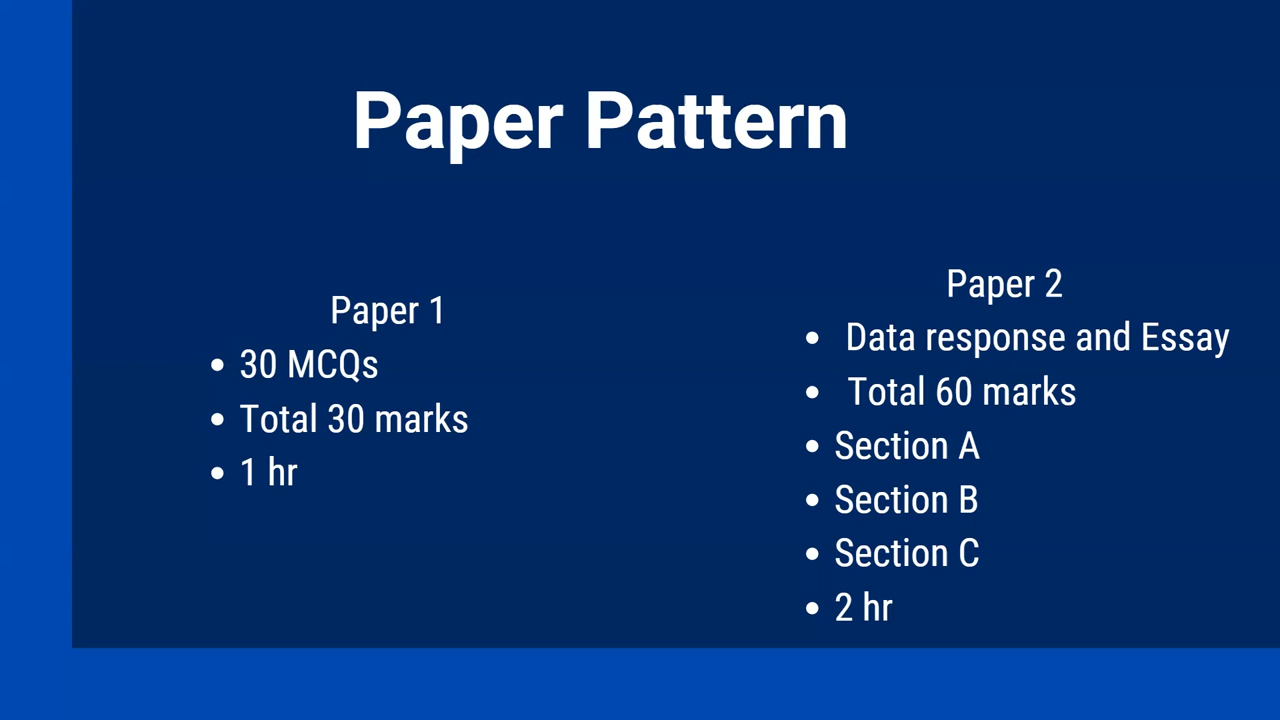 Paper Pattern
Paper 1
• 30 MCQs
• Total 30 marks
• 1 hr
Paper 2
• Data response and Essay
• Total 60 marks
• Section A
• Section B
• Section C
• 2 hr